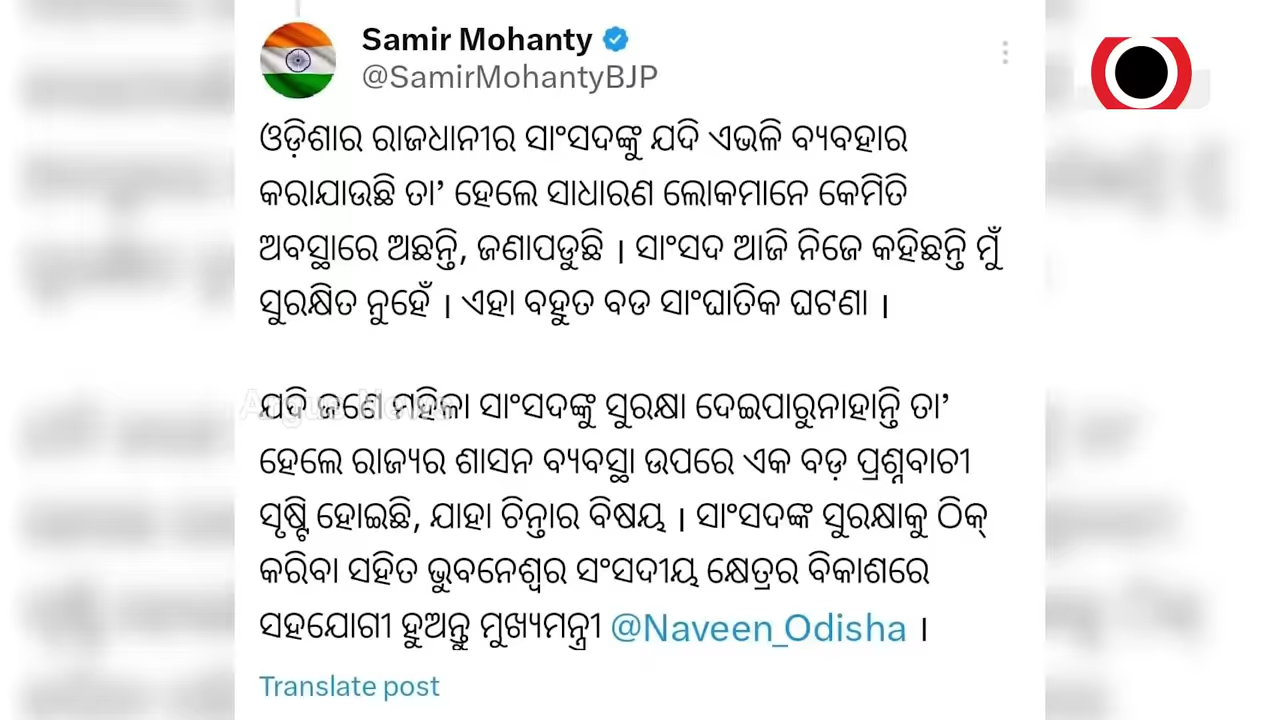 Samir Mohanty
@SamirMohantyBJP
ଓଡ଼ିଶାର ରାଜଧାନୀର ସାଂସଦଙ୍କୁ ଯଦି ଏଭଳି ବ୍ୟବହାର
କରାଯାଉଛି ତା’ ହେଲେ ସାଧାରଣ ଲୋକମାନେ କେମିତି
ଅବସ୍ଥାରେ ଅଛନ୍ତି, ଜଣାପଡୁଛି । ସାଂସଦ ଆଜି ନିଜେ କହିଛନ୍ତି ମୁଁ
ସୁରକ୍ଷିତ ନୁହେଁ । ଏହା ବହୁତ ବଡ ସାଂଘାତିକ ଘଟଣା ।
ଯଦି ଜଣେ ମହିଳା ସାଂସଦଙ୍କୁ ସୁରକ୍ଷା ଦେଇପାରୁନାହାନ୍ତି ତା’
Argus News
ହେଲେ ରାଜ୍ୟର ଶାସନ ବ୍ୟବସ୍ଥା ଉପରେ ଏକ ବଡ଼ ପ୍ରଶ୍ନବାଚୀ
ସୃଷ୍ଟି ହୋଇଛି, ଯାହା ଚିନ୍ତାର ବିଷୟ । ସାଂସଦଙ୍କ ସୁରକ୍ଷାକୁ ଠିକ୍
କରିବା ସହିତ ଭୁବନେଶ୍ୱର ସଂସଦୀୟ କ୍ଷେତ୍ରର ବିକାଶରେ
ସହଯୋଗୀ ହୁଅନ୍ତୁ ମୁଖ୍ୟମନ୍ତ୍ରୀ @Naveen_Odisha ।
Translate post